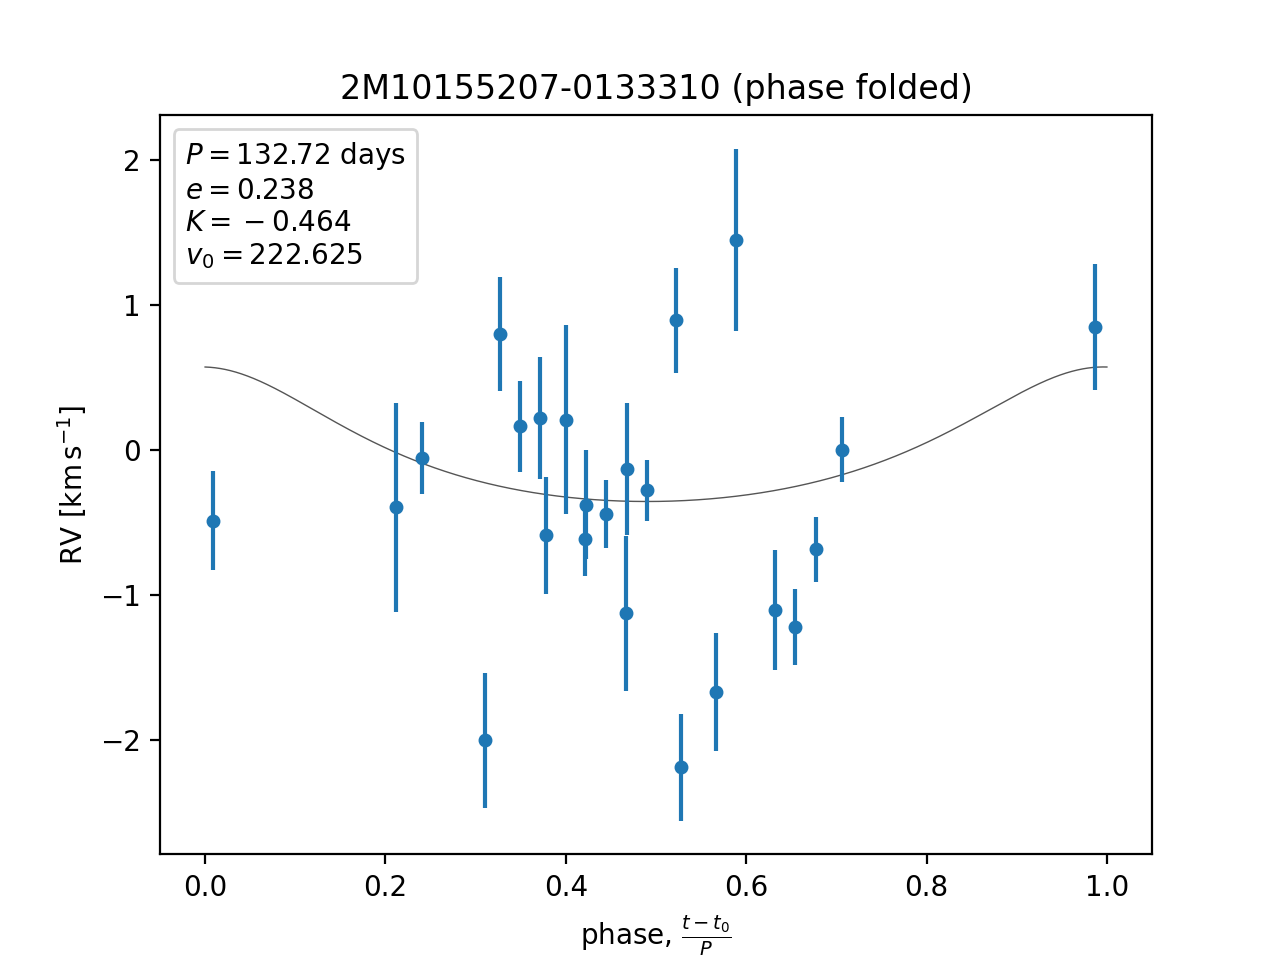 2M10155207-0133310 (phase folded)
P = 132.72 days
e = 0.238
K = −0.464
v₀ = 222.625
2
1
0
−1
−2
RV [km s⁻¹]
0.0 0.2 0.4 0.6 0.8 1.0
phase, (t − t₀)/P